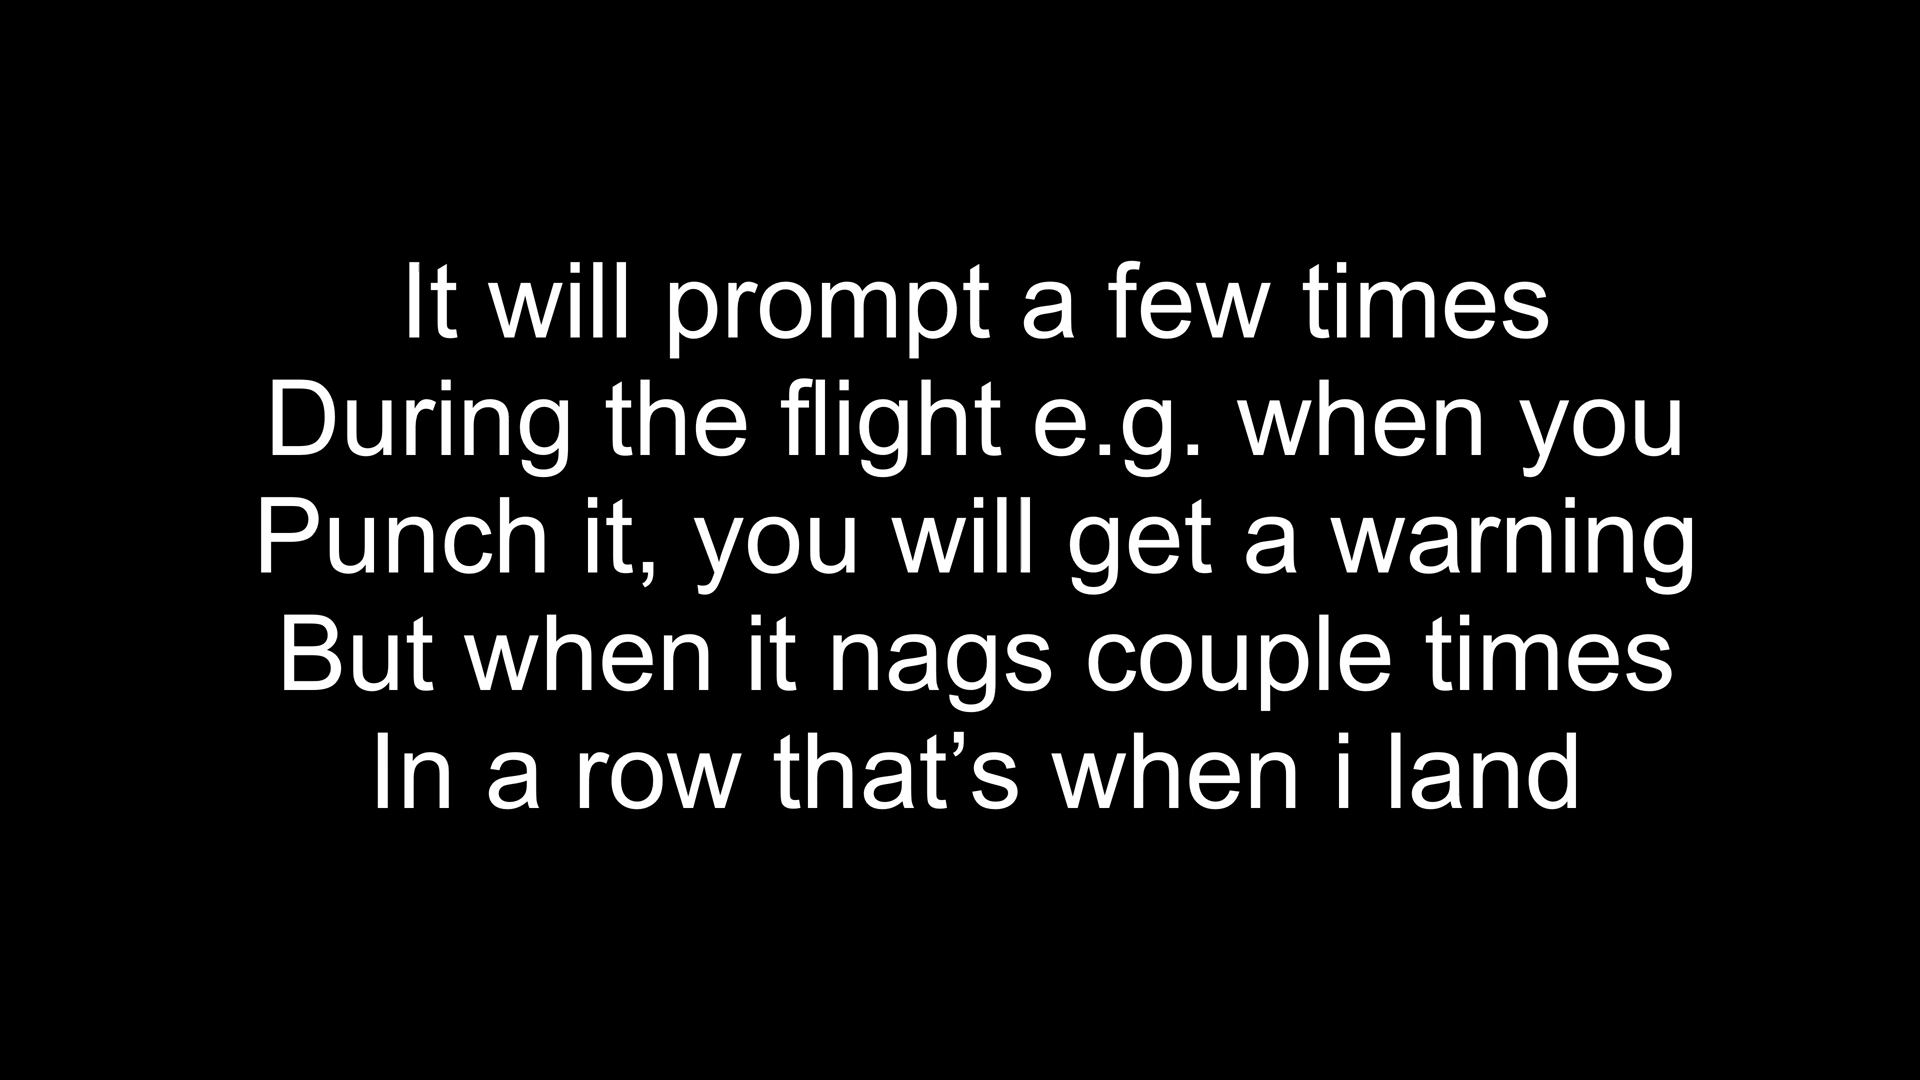 It will prompt a few times
During the flight e.g. when you
Punch it, you will get a warning
But when it nags couple times
In a row that’s when i land